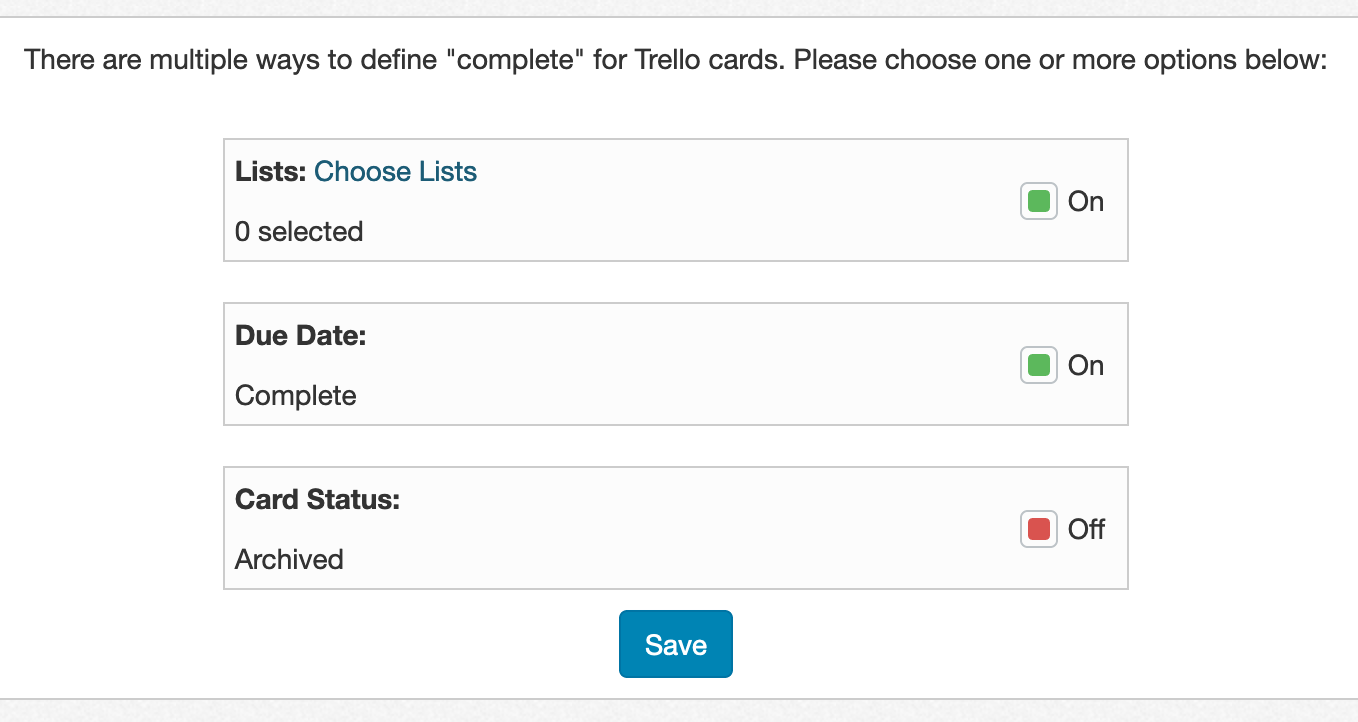 There are multiple ways to define "complete" for Trello cards. Please choose one or more options below:
Lists: Choose Lists
On
0 selected
Due Date:
On
Complete
Card Status:
Off
Archived
Save